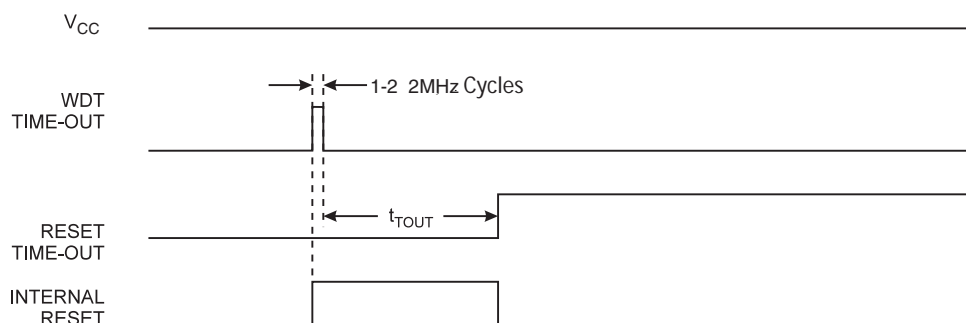 VCC
1-2 2MHz Cycles
WDT
TIME-OUT
tTOUT
RESET
TIME-OUT
INTERNAL
RESET